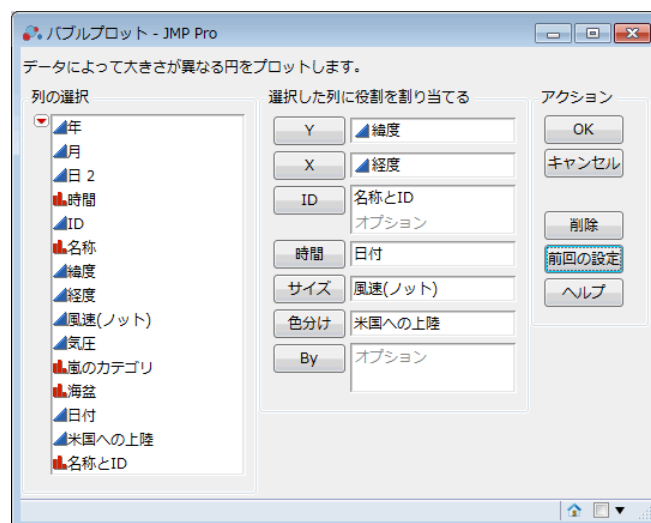 バブルプロット - JMP Pro
データによって大きさが異なる円をプロットします。
列の選択
年
月
日 2
時間
ID
名称
緯度
経度
風速(ノット)
気圧
嵐のカテゴリ
海盆
日付
米国への上陸
名称とID
選択した列に役割を割り当てる
Y 緯度
X 経度
ID 名称とID
オプション
時間 日付
サイズ 風速(ノット)
色分け 米国への上陸
By オプション
アクション
OK
キャンセル
削除
前回の設定
ヘルプ